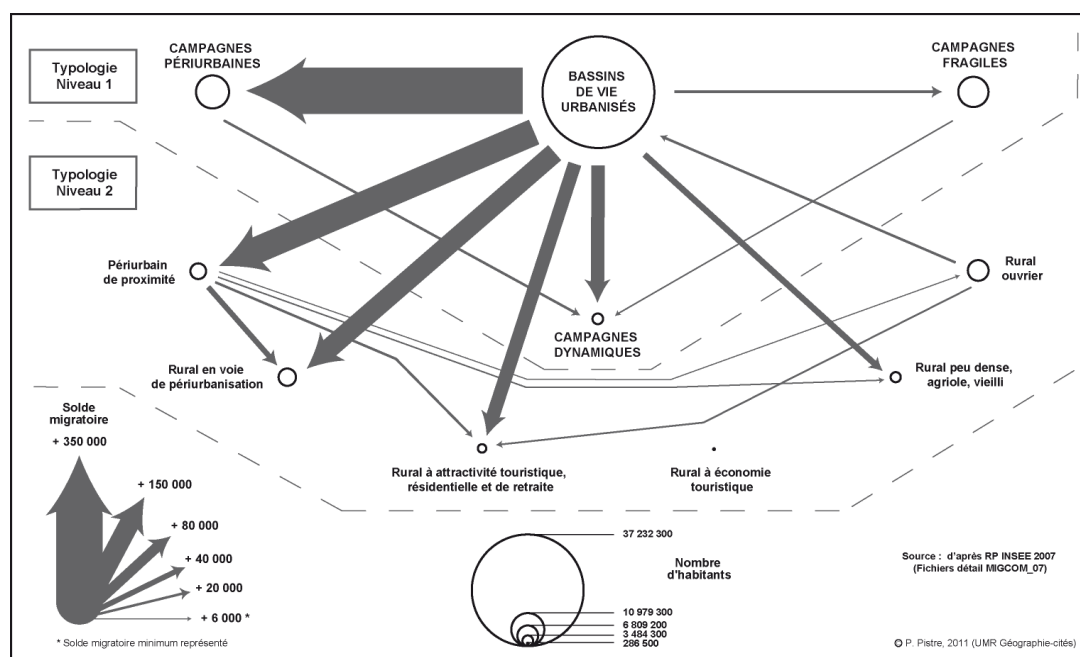 Typologie
Niveau 1
CAMPAGNES
PÉRIURBAINES
BASSINS
DE VIE
URBANISÉS
CAMPAGNES
FRAGILES
Typologie
Niveau 2
Périurbain
de proximité
Rural
ouvrier
CAMPAGNES
DYNAMIQUES
Rural en voie
de périurbanisation
Rural peu dense,
agriole, vieilli
Rural à attractivité touristique,
résidentielle et de retraite
Rural à économie
touristique
Solde
migratoire
+ 350 000
+ 150 000
+ 80 000
+ 40 000
+ 20 000
+ 6 000 *
* Solde migratoire minimum représenté
37 232 300
Nombre
d'habitants
10 979 300
6 809 200
3 484 300
286 500
Source : d'après RP INSEE 2007
(Fichiers détail MIGCOM_07)
© P. Pistre, 2011 (UMR Géographie-cités)